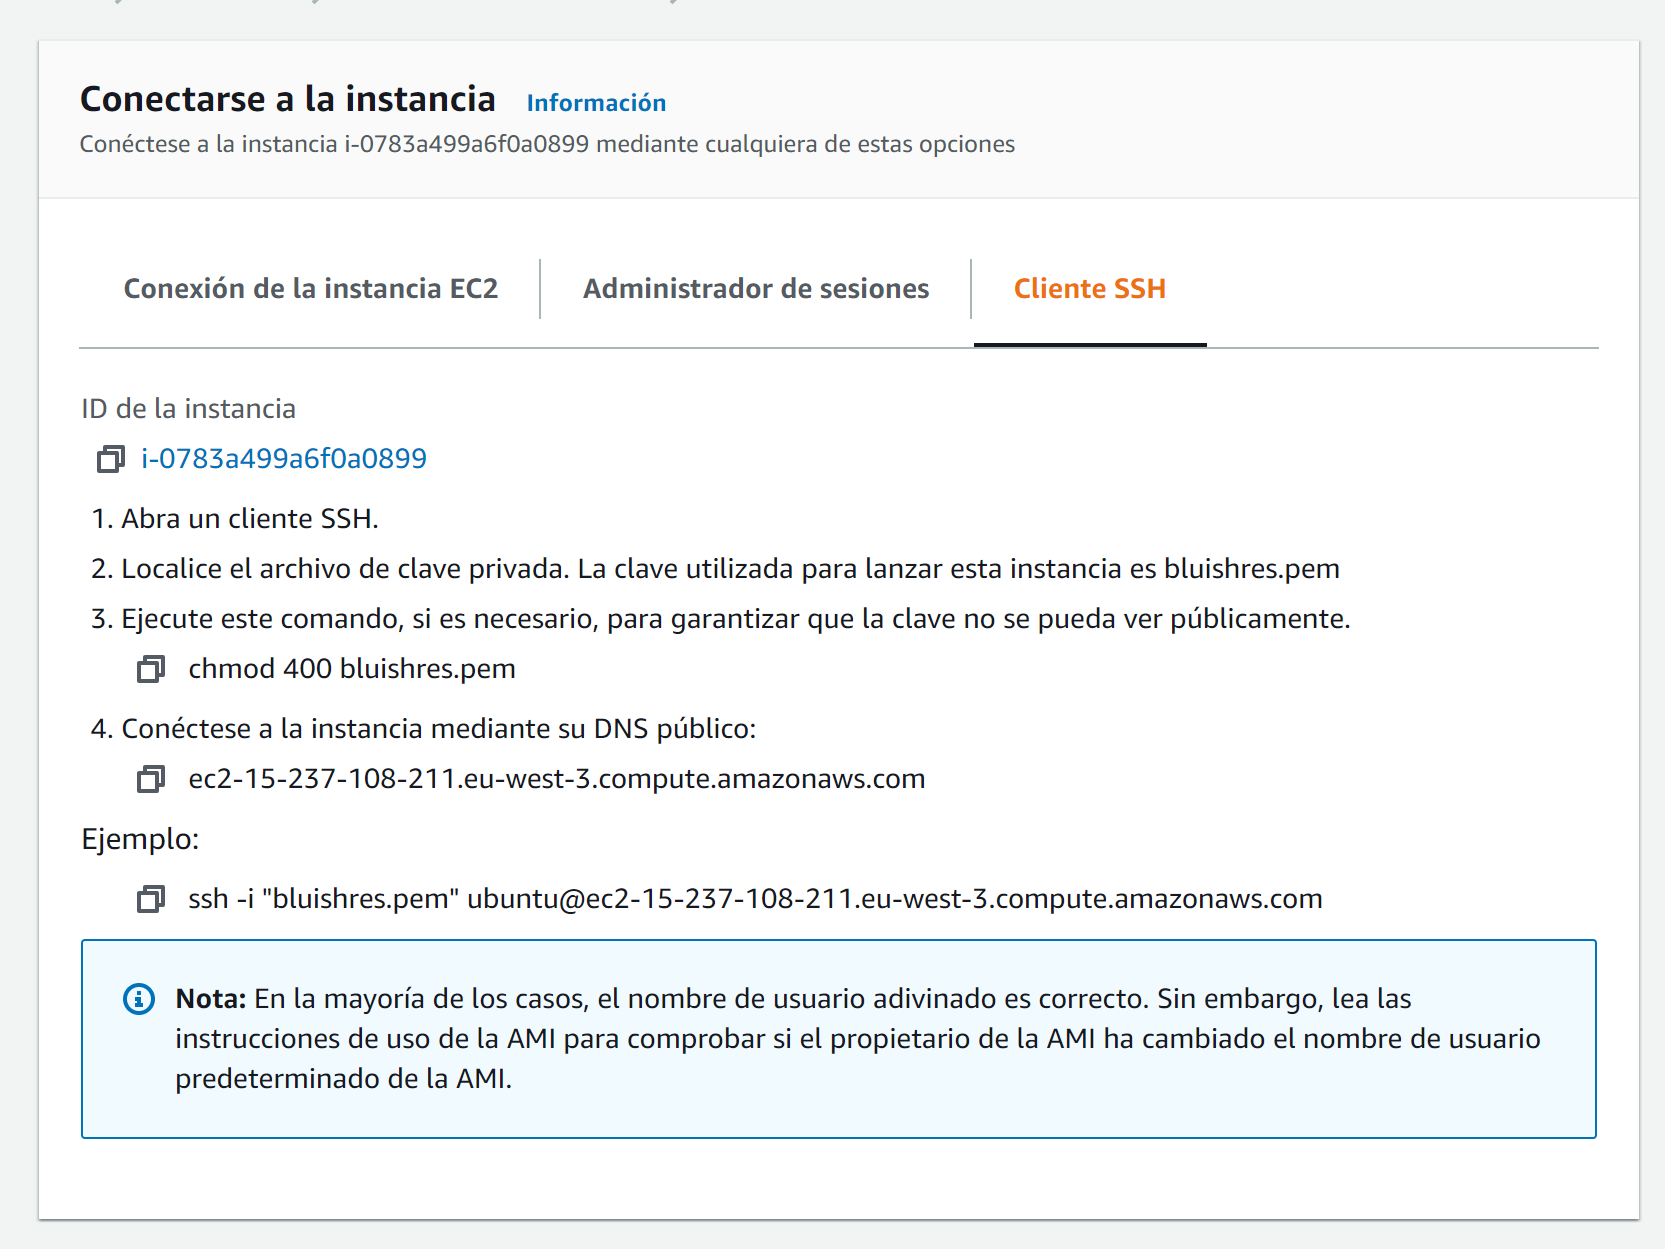 Conectarse a la instancia Información
Conéctese a la instancia i-0783a499a6f0a0899 mediante cualquiera de estas opciones
Conexión de la instancia EC2
Administrador de sesiones
Cliente SSH
ID de la instancia
i-0783a499a6f0a0899
1. Abra un cliente SSH.
2. Localice el archivo de clave privada. La clave utilizada para lanzar esta instancia es bluishres.pem
3. Ejecute este comando, si es necesario, para garantizar que la clave no se pueda ver públicamente.
chmod 400 bluishres.pem
4. Conéctese a la instancia mediante su DNS público:
ec2-15-237-108-211.eu-west-3.compute.amazonaws.com
Ejemplo:
ssh -i "bluishres.pem" ubuntu@ec2-15-237-108-211.eu-west-3.compute.amazonaws.com
Nota: En la mayoría de los casos, el nombre de usuario adivinado es correcto. Sin embargo, lea las
instrucciones de uso de la AMI para comprobar si el propietario de la AMI ha cambiado el nombre de usuario
predeterminado de la AMI.